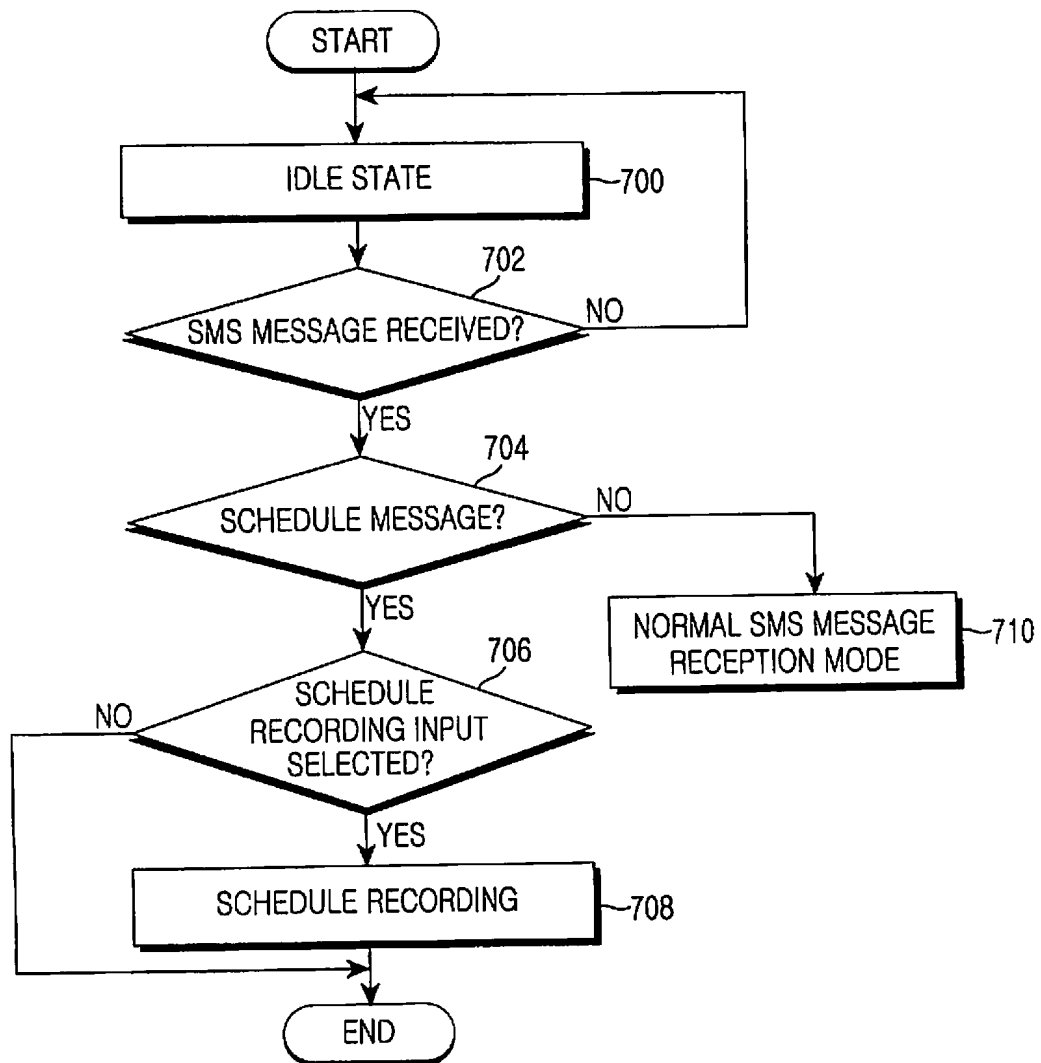 START
IDLE STATE
700
702
SMS MESSAGE RECEIVED?
NO
YES
704
SCHEDULE MESSAGE?
NO
YES
NORMAL SMS MESSAGE
RECEPTION MODE
710
706
SCHEDULE
RECORDING INPUT
SELECTED?
NO
YES
SCHEDULE RECORDING
708
END